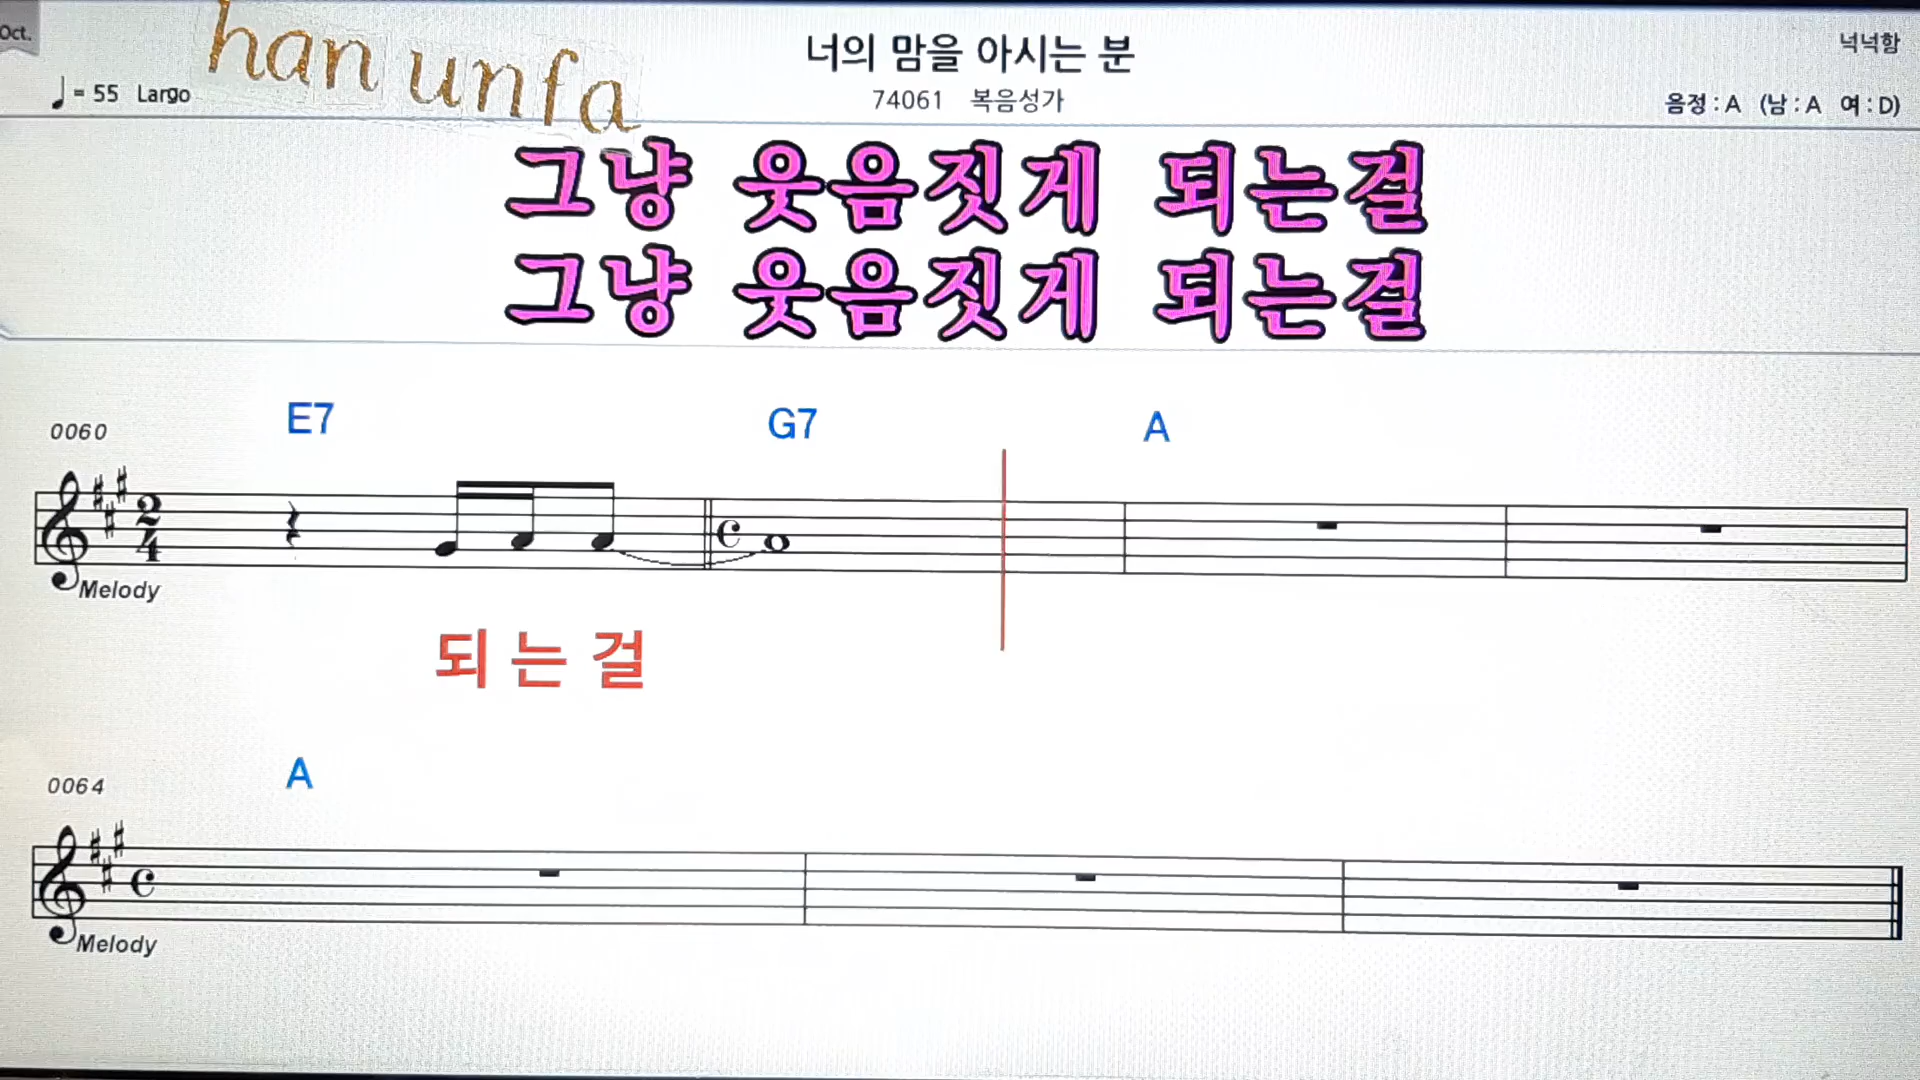 Oct.
han unfa
너의 맘을 아시는 분
넉넉함
♩= 55 Largo
74061 복음성가
음정 : A (남 : A 여 : D)
그냥 웃음짓게 되는걸
그냥 웃음짓게 되는걸
0060
E7 G7 A
2/4
Melody
되 는 걸
0064
A
Melody